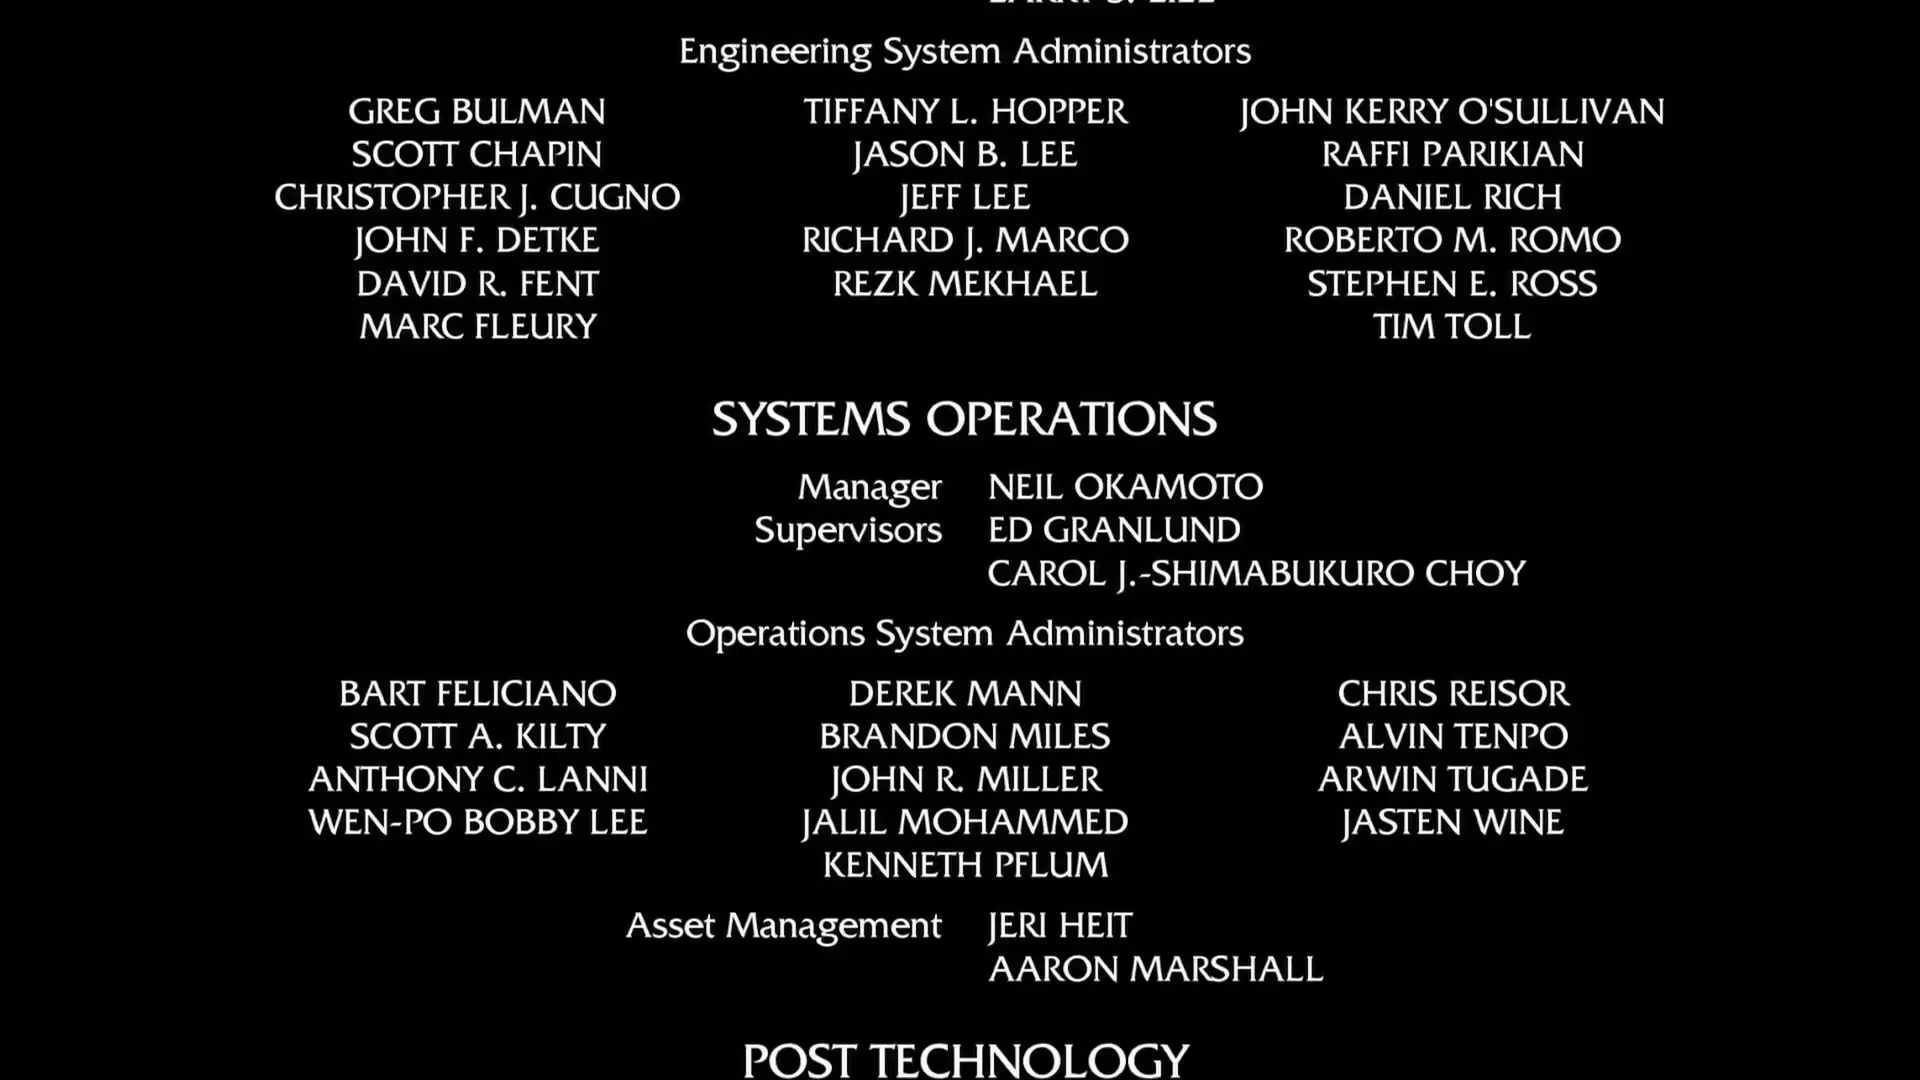 Engineering System Administrators
GREG BULMAN TIFFANY L. HOPPER JOHN KERRY O'SULLIVAN
SCOTT CHAPIN JASON B. LEE RAFFI PARIKIAN
CHRISTOPHER J. CUGNO JEFF LEE DANIEL RICH
JOHN F. DETKE RICHARD J. MARCO ROBERTO M. ROMO
DAVID R. FENT REZK MEKHAEL STEPHEN E. ROSS
MARC FLEURY TIM TOLL
SYSTEMS OPERATIONS
Manager NEIL OKAMOTO
Supervisors ED GRANLUND
CAROL J.-SHIMABUKURO CHOY
Operations System Administrators
BART FELICIANO DEREK MANN CHRIS REISOR
SCOTT A. KILTY BRANDON MILES ALVIN TENPO
ANTHONY C. LANNI JOHN R. MILLER ARWIN TUGADE
WEN-PO BOBBY LEE JALIL MOHAMMED JASTEN WINE
KENNETH PFLUM
Asset Management JERI HEIT
AARON MARSHALL
POST TECHNOLOGY